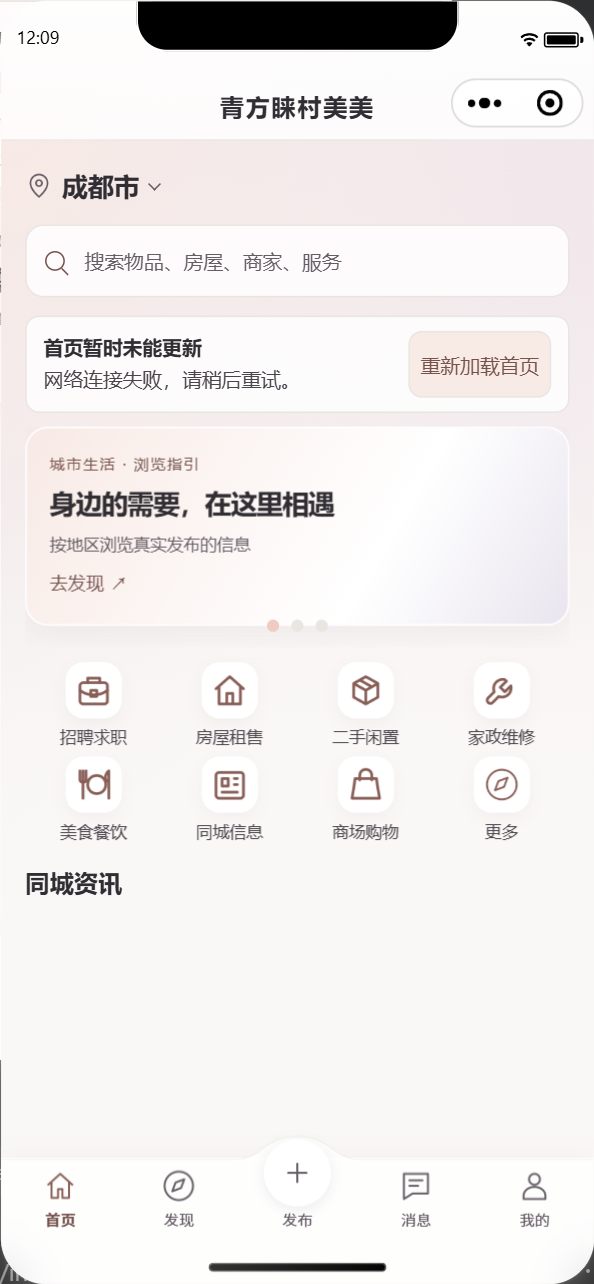 12:09
青方睐村美美
成都市
搜索物品、房屋、商家、服务
首页暂时未能更新
网络连接失败，请稍后重试。
重新加载首页
城市生活 · 浏览指引
身边的需要，在这里相遇
按地区浏览真实发布的信息
去发现 ↗
招聘求职
房屋租售
二手闲置
家政维修
美食餐饮
同城信息
商场购物
更多
同城资讯
首页
发现
发布
消息
我的